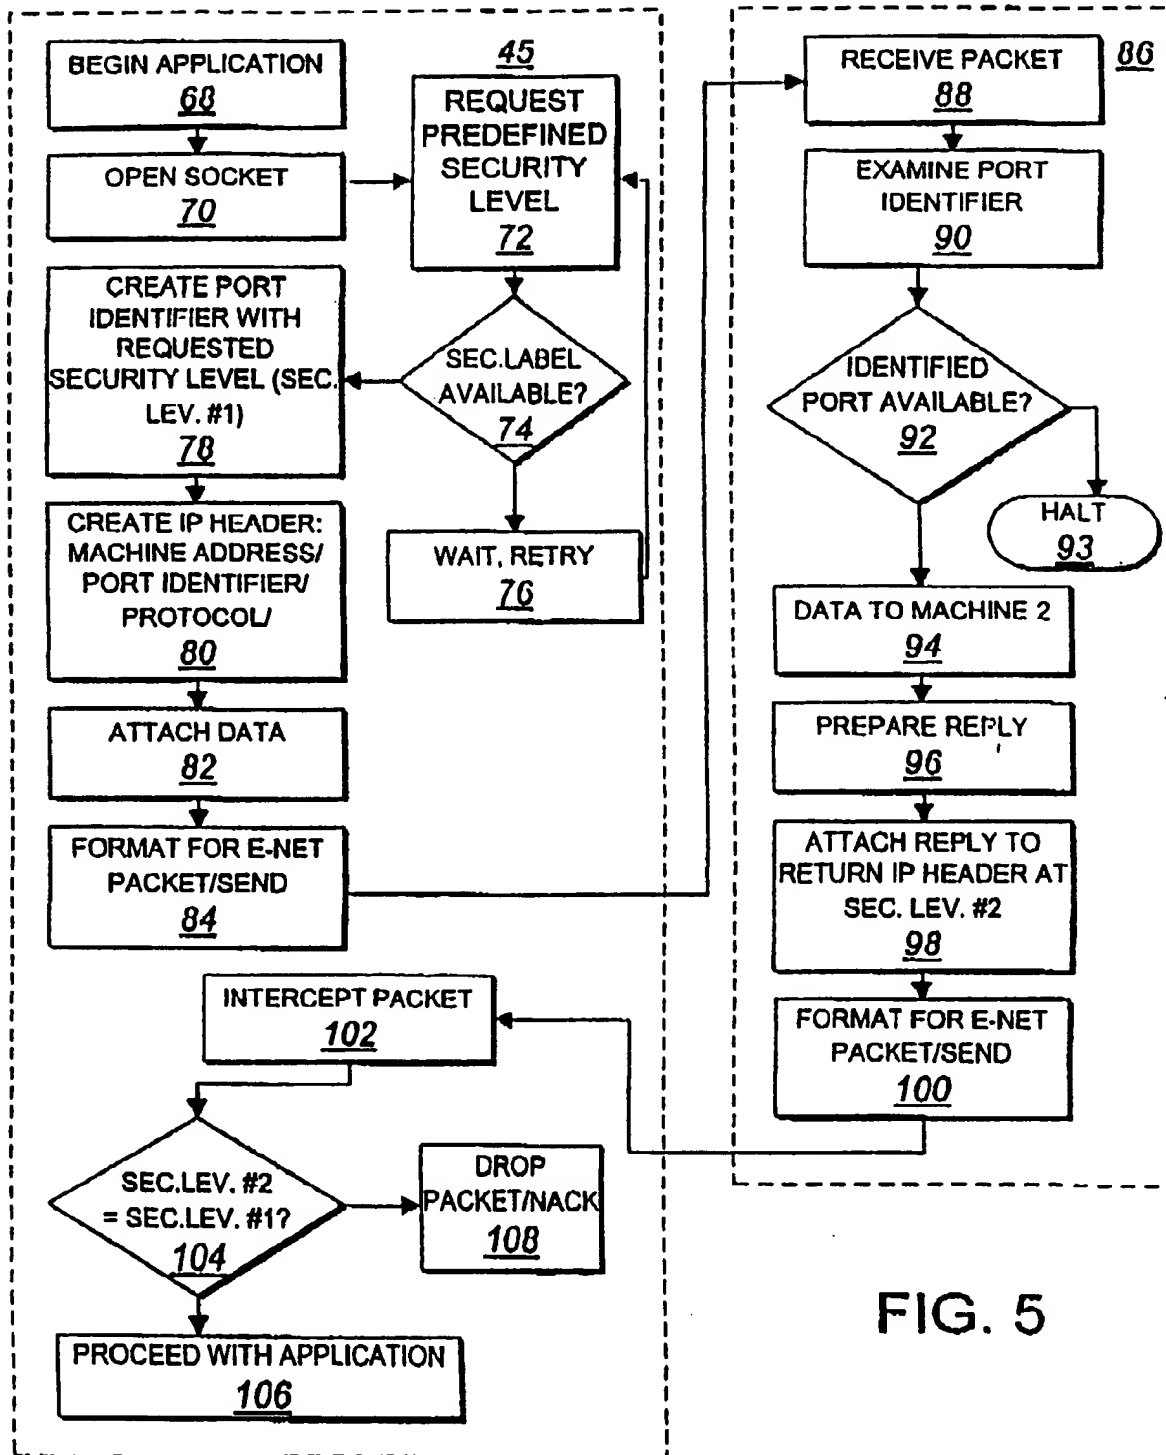 BEGIN APPLICATION
68
OPEN SOCKET
70
45
REQUEST
PREDEFINED
SECURITY
LEVEL
72
SEC.LABEL
AVAILABLE?
74
WAIT, RETRY
76
CREATE PORT
IDENTIFIER WITH
REQUESTED
SECURITY LEVEL (SEC.
LEV. #1)
78
CREATE IP HEADER:
MACHINE ADDRESS/
PORT IDENTIFIER/
PROTOCOL/
80
ATTACH DATA
82
FORMAT FOR E-NET
PACKET/SEND
84
86
RECEIVE PACKET
88
EXAMINE PORT
IDENTIFIER
90
IDENTIFIED
PORT AVAILABLE?
92
HALT
93
DATA TO MACHINE 2
94
PREPARE REPLY
96
ATTACH REPLY TO
RETURN IP HEADER AT
SEC. LEV. #2
98
FORMAT FOR E-NET
PACKET/SEND
100
INTERCEPT PACKET
102
SEC.LEV. #2
= SEC.LEV. #1?
104
DROP
PACKET/NACK
108
PROCEED WITH APPLICATION
106
FIG. 5